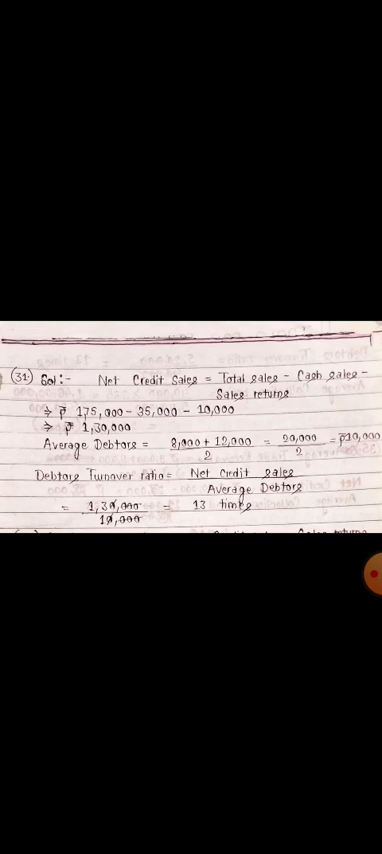 (31) Sol:- Net Credit Sales = Total sales - Cash sales -
Sales returns
⇒ ₹ 175,000 - 35,000 - 10,000
⇒ ₹ 1,30,000
Average Debtors = 8,000 + 12,000 / 2 = 20,000 / 2 = ₹10,000
Debtors Turnover ratio = Net Credit sales / Average Debtors
= 1,30,000 / 10,000 = 13 times